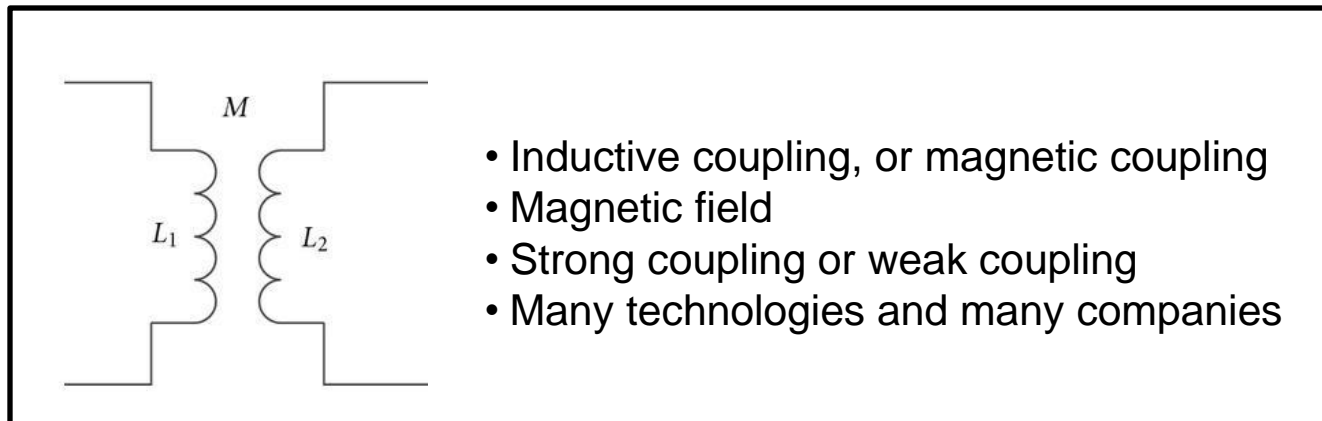 M
L₁
L₂
• Inductive coupling, or magnetic coupling
• Magnetic field
• Strong coupling or weak coupling
• Many technologies and many companies